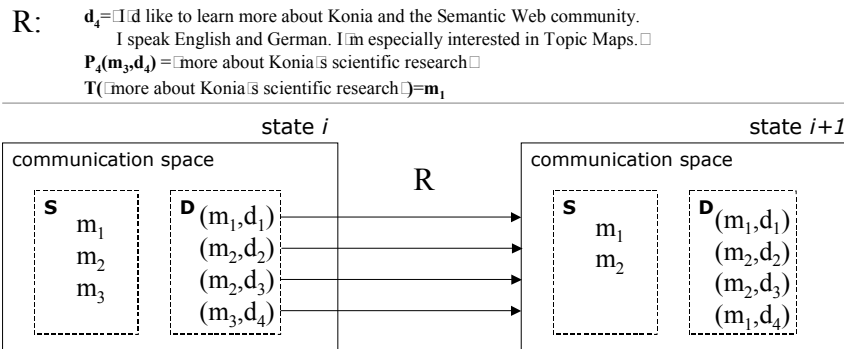 R:
d₄=□I□d like to learn more about Konia and the Semantic Web community.
I speak English and German. I□m especially interested in Topic Maps.□
P₄(m₃,d₄) = □more about Konia□s scientific research□
T(□more about Konia□s scientific research□)=m₁
state i
state i+1
communication space
R
communication space
S
m₁
m₂
m₃
D
(m₁,d₁)
(m₂,d₂)
(m₂,d₃)
(m₃,d₄)
S
m₁
m₂
D
(m₁,d₁)
(m₂,d₂)
(m₂,d₃)
(m₁,d₄)